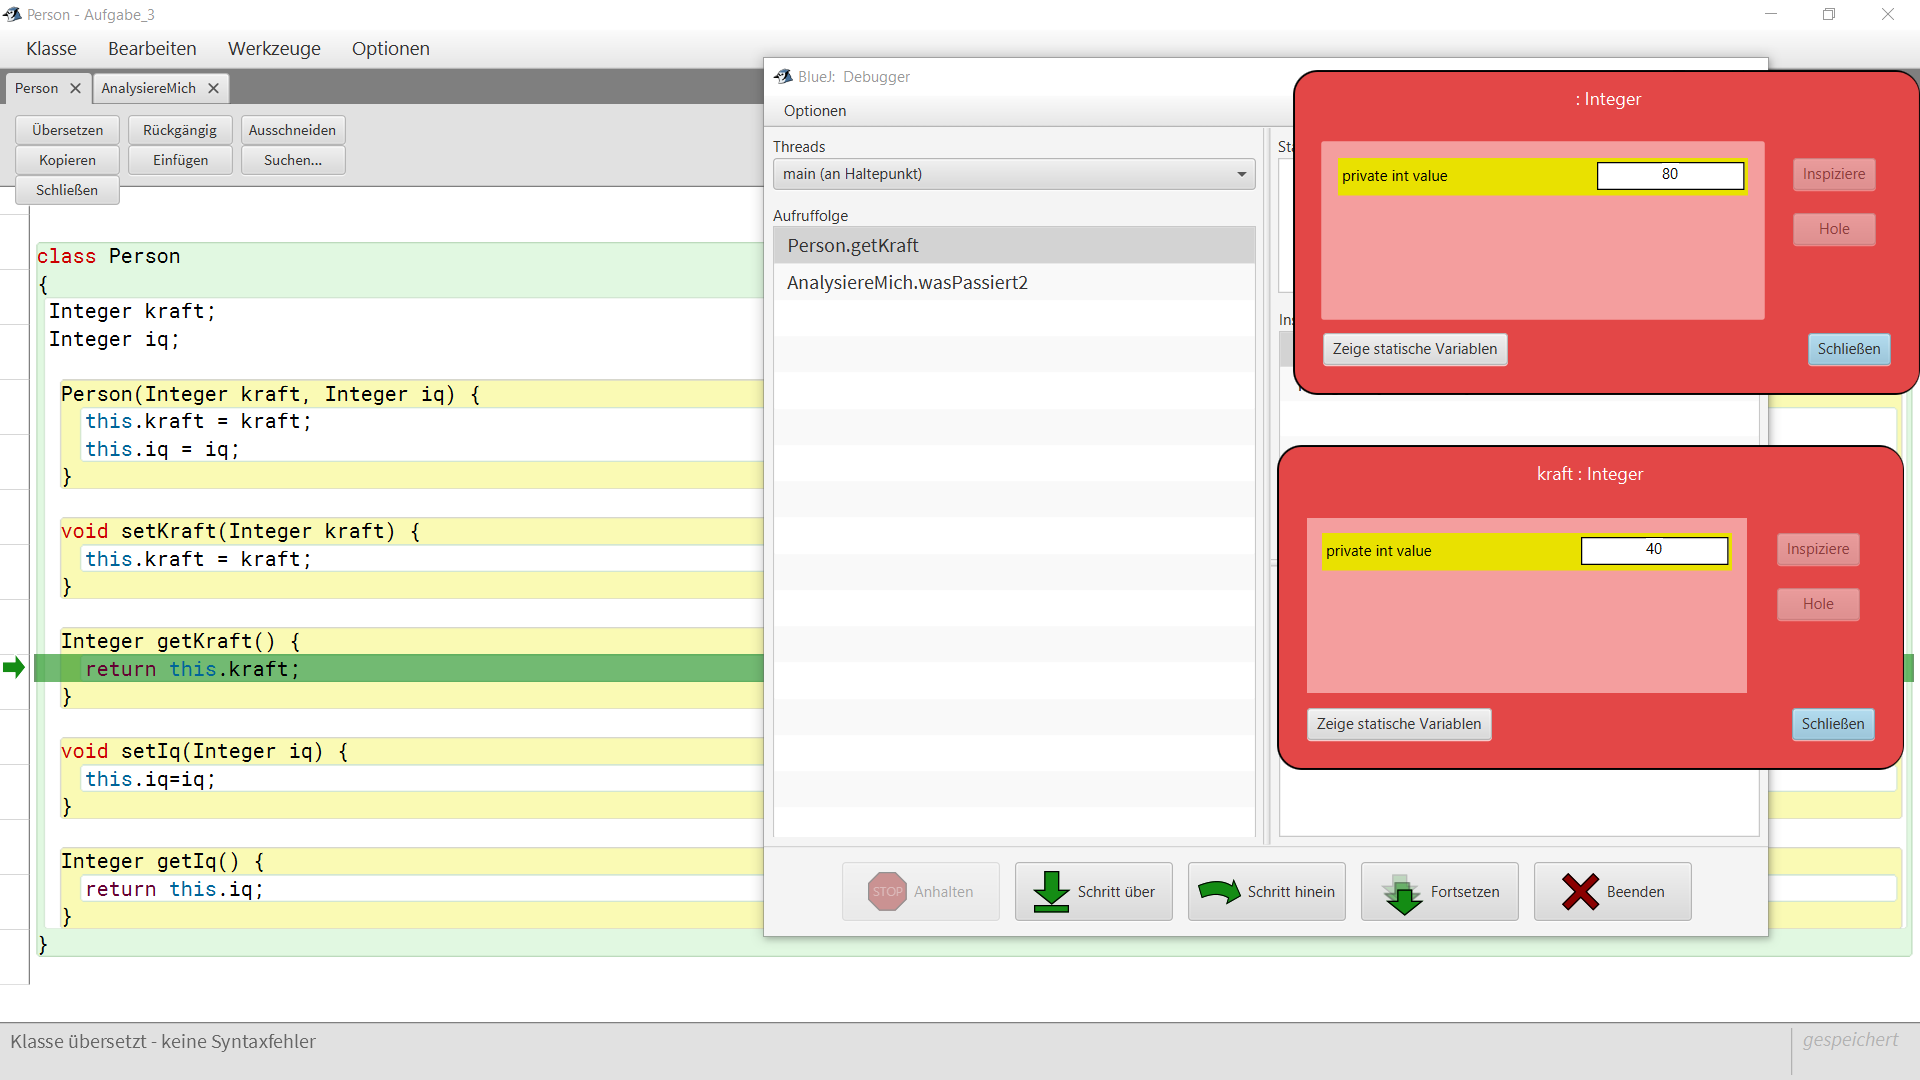 Person - Aufgabe_3
Klasse Bearbeiten Werkzeuge Optionen
Person AnalysiereMich
Übersetzen Rückgängig Ausschneiden
Kopieren Einfügen Suchen...
Schließen
class Person
{
Integer kraft;
Integer iq;
Person(Integer kraft, Integer iq) {
this.kraft = kraft;
this.iq = iq;
}
void setKraft(Integer kraft) {
this.kraft = kraft;
}
Integer getKraft() {
return this.kraft;
}
void setIq(Integer iq) {
this.iq=iq;
}
Integer getIq() {
return this.iq;
}
}
BlueJ: Debugger
Optionen
Threads
main (an Haltepunkt)
Aufruffolge
Person.getKraft
AnalysiereMich.wasPassiert2
: Integer
private int value 80
Inspiziere
Hole
Zeige statische Variablen Schließen
kraft : Integer
private int value 40
Inspiziere
Hole
Zeige statische Variablen Schließen
STOP Anhalten Schritt über Schritt hinein Fortsetzen Beenden
Klasse übersetzt - keine Syntaxfehler
gespeichert